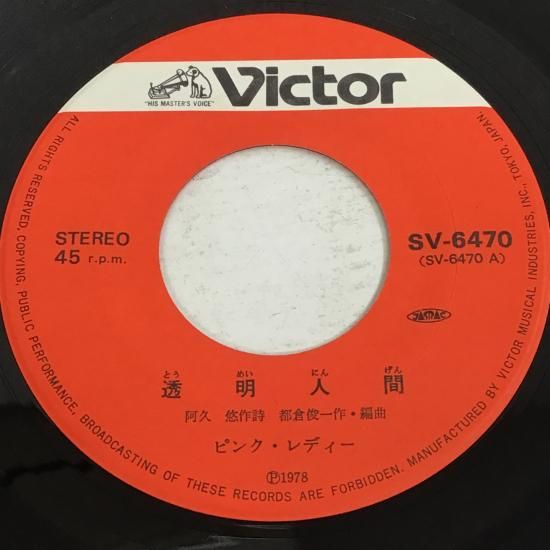 Victor
"HIS MASTER'S VOICE"
STEREO
45 r.p.m.
SV-6470
(SV-6470 A)
JASRAC
とう めい にん げん
透明人間
阿久 悠作詩 都倉俊一作・編曲
ピンク・レディー
Ⓟ1978
ALL RIGHTS RESERVED. COPYING, PUBLIC PERFORMANCE, BROADCASTING OF THESE RECORDS ARE FORBIDDEN. MANUFACTURED BY VICTOR MUSICAL INDUSTRIES, INC., TOKYO, JAPAN.